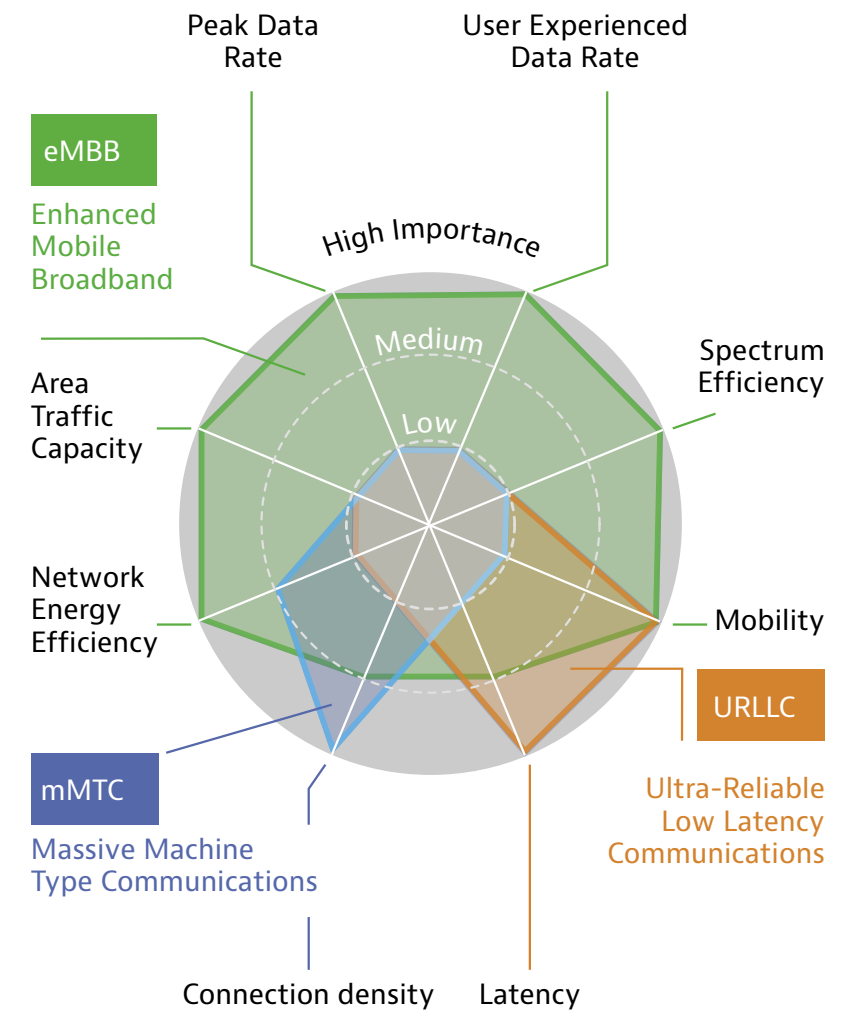 Peak Data
Rate
User Experienced
Data Rate
eMBB
Enhanced
Mobile
Broadband
High Importance
Medium
Low
Spectrum
Efficiency
Area
Traffic
Capacity
Network
Energy
Efficiency
Mobility
URLLC
Ultra-Reliable
Low Latency
Communications
mMTC
Massive Machine
Type Communications
Connection density
Latency